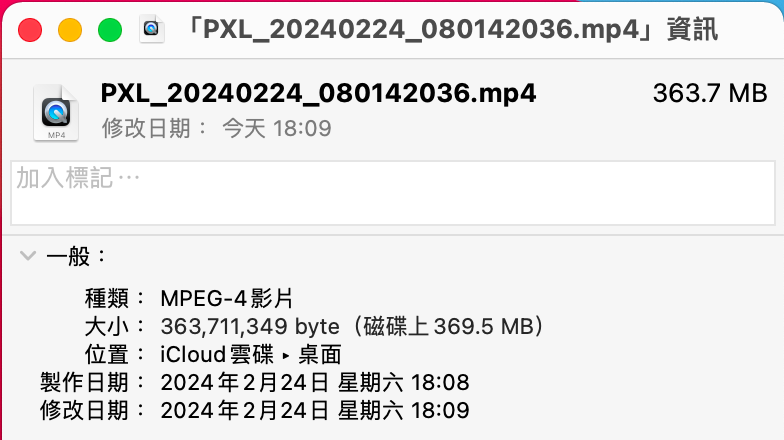 「PXL_20240224_080142036.mp4」資訊
PXL_20240224_080142036.mp4 363.7 MB
修改日期： 今天 18:09
MP4
加入標記⋯
一般：
種類： MPEG-4影片
大小： 363,711,349 byte（磁碟上369.5 MB）
位置： iCloud雲碟 ▸ 桌面
製作日期： 2024年2月24日 星期六 18:08
修改日期： 2024年2月24日 星期六 18:09